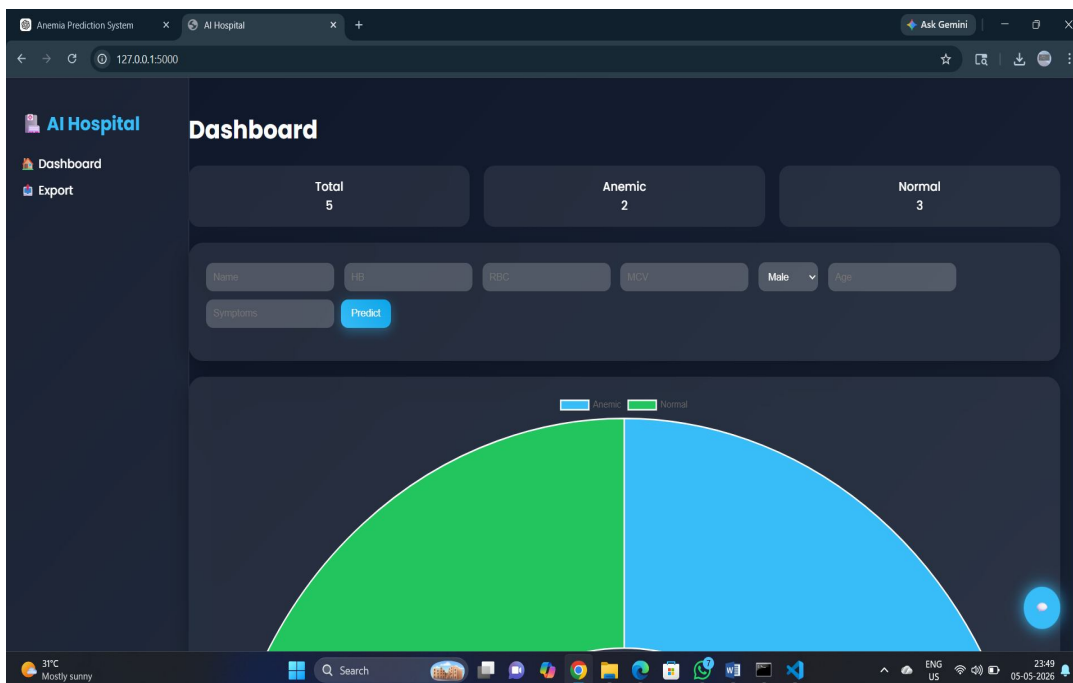 Anemia Prediction System
AI Hospital
Ask Gemini
127.0.0.1:5000
AI Hospital
Dashboard
Export
Dashboard
Total
5
Anemic
2
Normal
3
Name
HB
RBC
MCV
Male
Age
Symptoms
Predict
Anemic
Normal
31°C
Mostly sunny
Search
7
ENG
US
23:49
05-05-2026